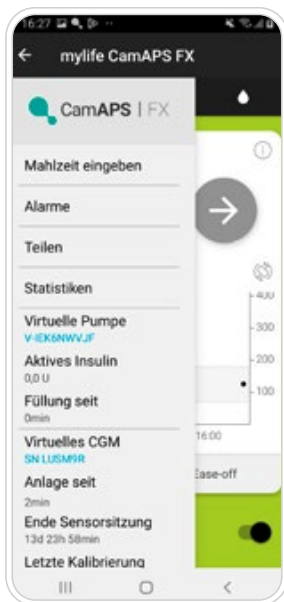 16:27
mylife CamAPS FX
CamAPS | FX
Mahlzeit eingeben
Alarme
Teilen
Statistiken
Virtuelle Pumpe
V-IEK6NWVJF
Aktives Insulin
0,0 U
Füllung seit
0min
Virtuelles CGM
SN LUSM9R
Anlage seit
2min
Ende Sensorsitzung
13d 23h 58min
Letzte Kalibrierung
400
300
200
100
16:00
Ease-off